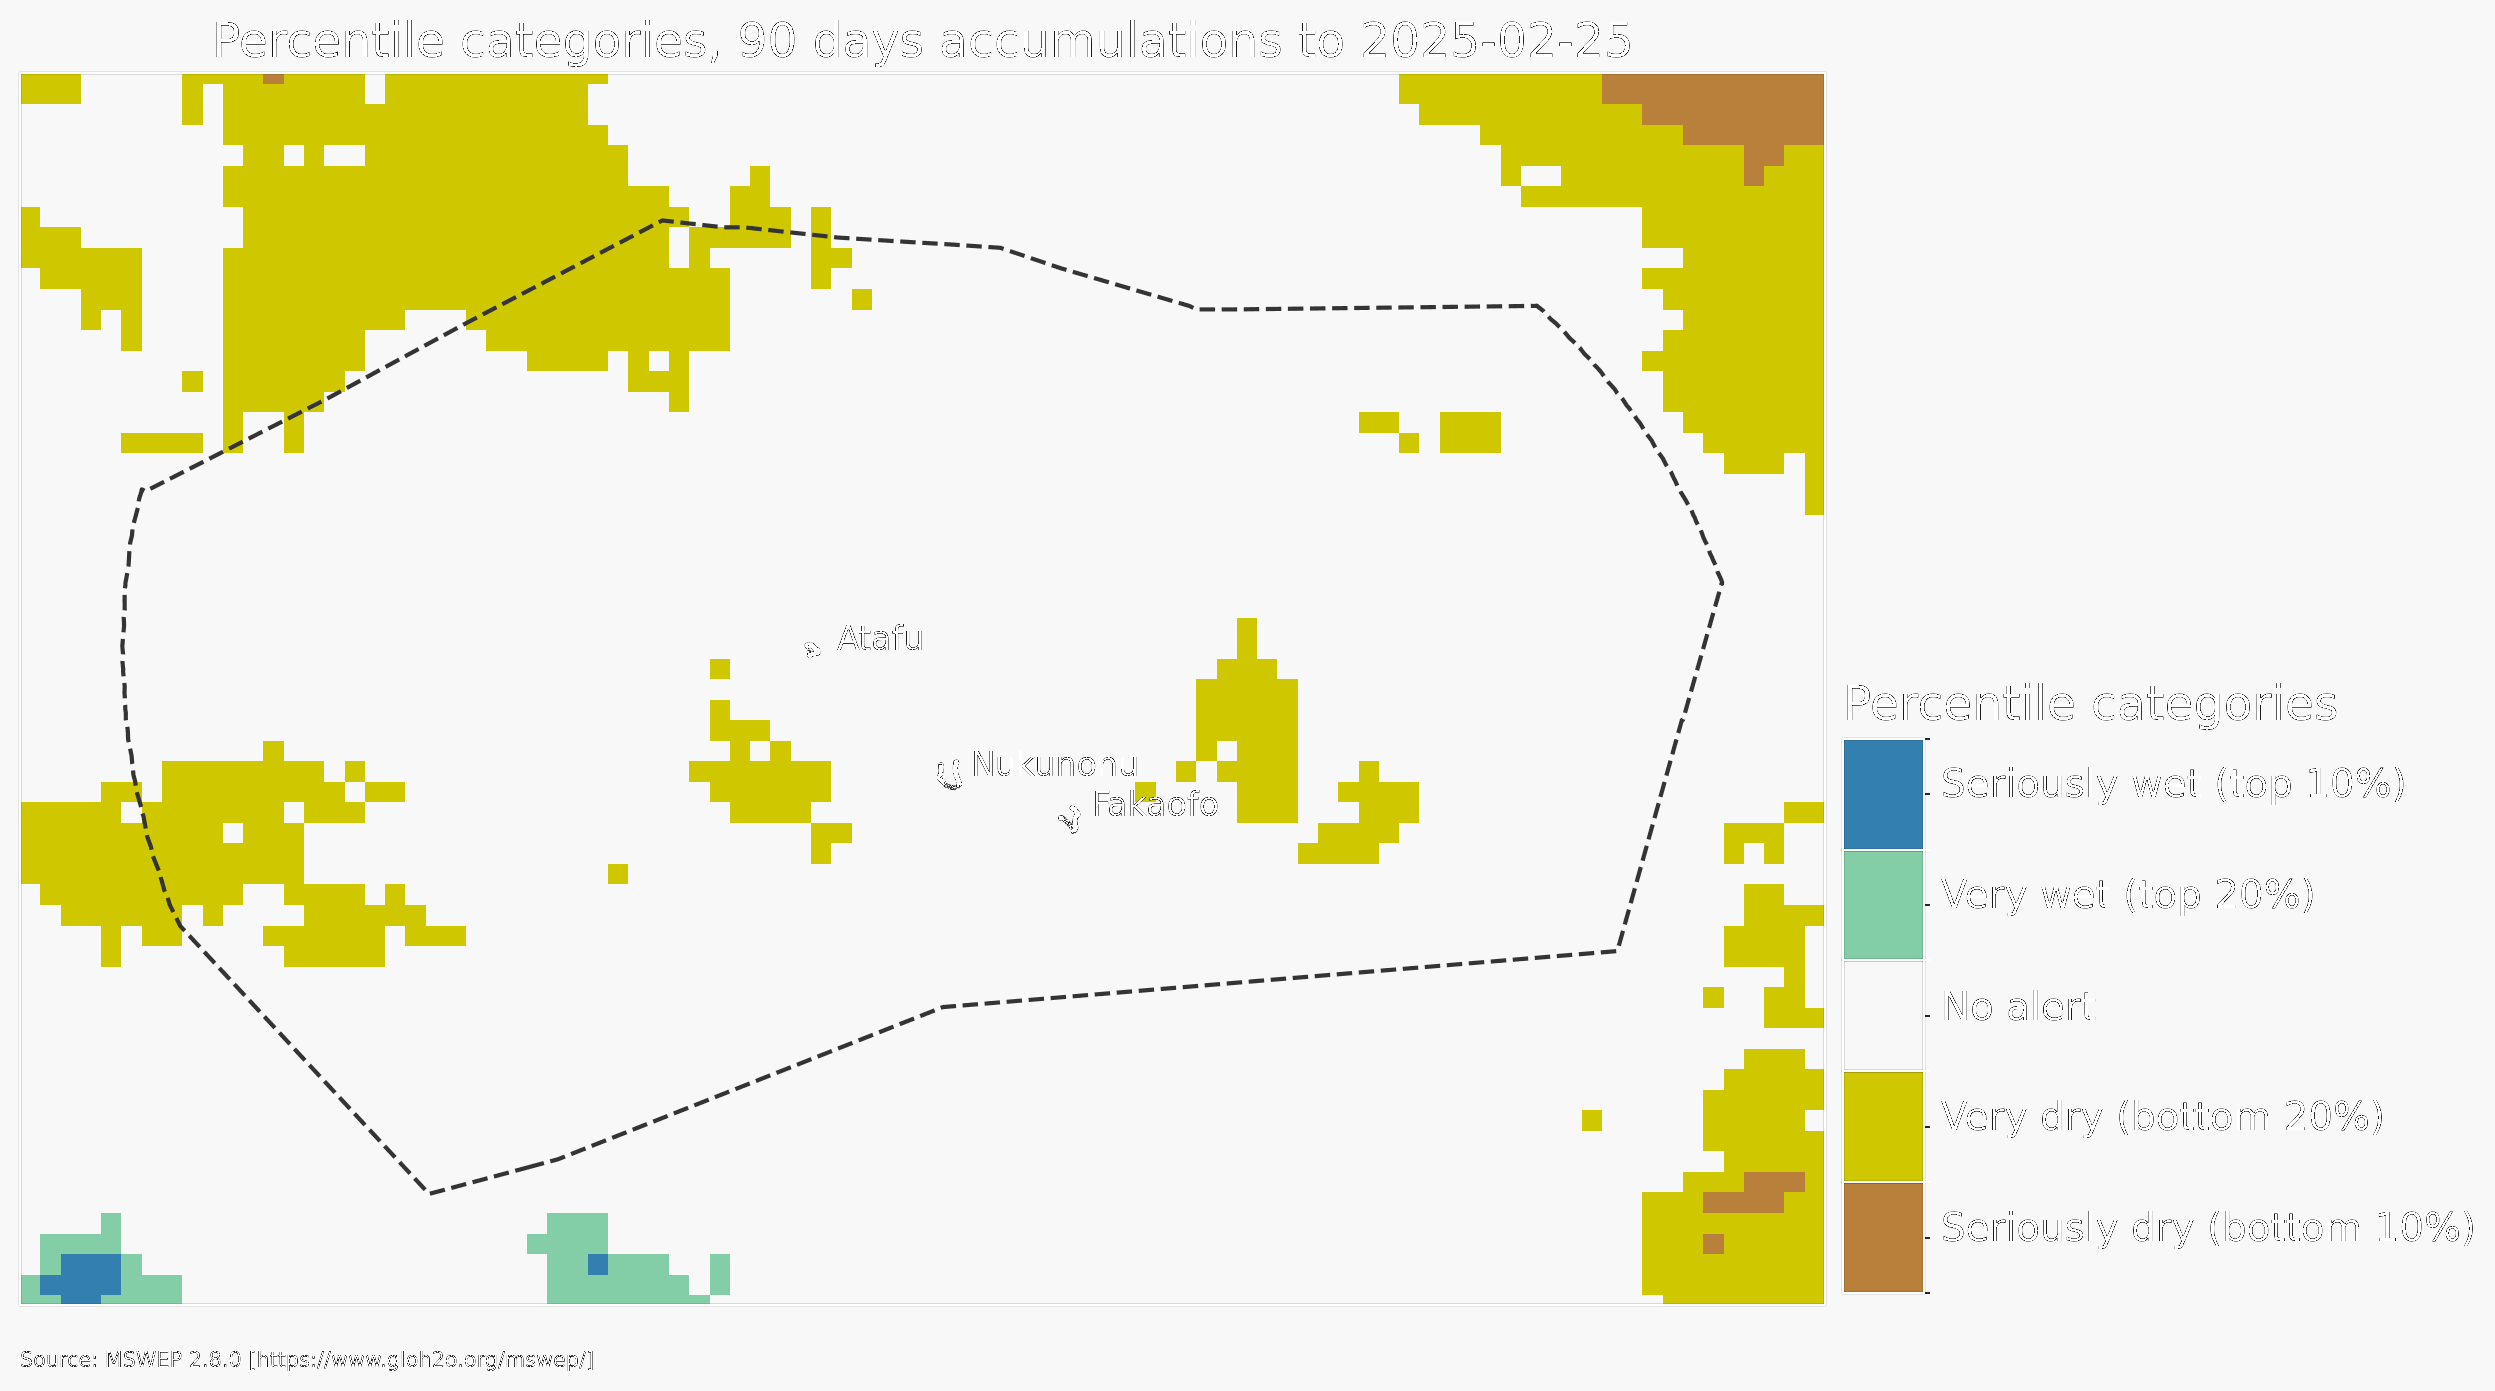 Percentile categories, 90 days accumulations to 2025-02-25
Atafu
Nukunonu
Fakaofo
Percentile categories
Seriously wet (top 10%)
Very wet (top 20%)
No alert
Very dry (bottom 20%)
Seriously dry (bottom 10%)
Source: MSWEP 2.8.0 [https://www.gloh2o.org/mswep/]